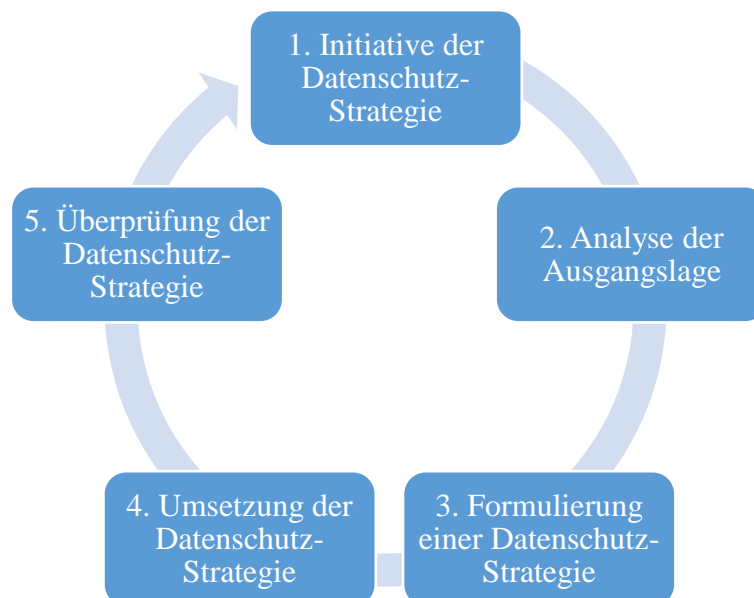 1. Initiative der
Datenschutz-
Strategie
2. Analyse der
Ausgangslage
3. Formulierung
einer Datenschutz-
Strategie
4. Umsetzung der
Datenschutz-
Strategie
5. Überprüfung der
Datenschutz-
Strategie